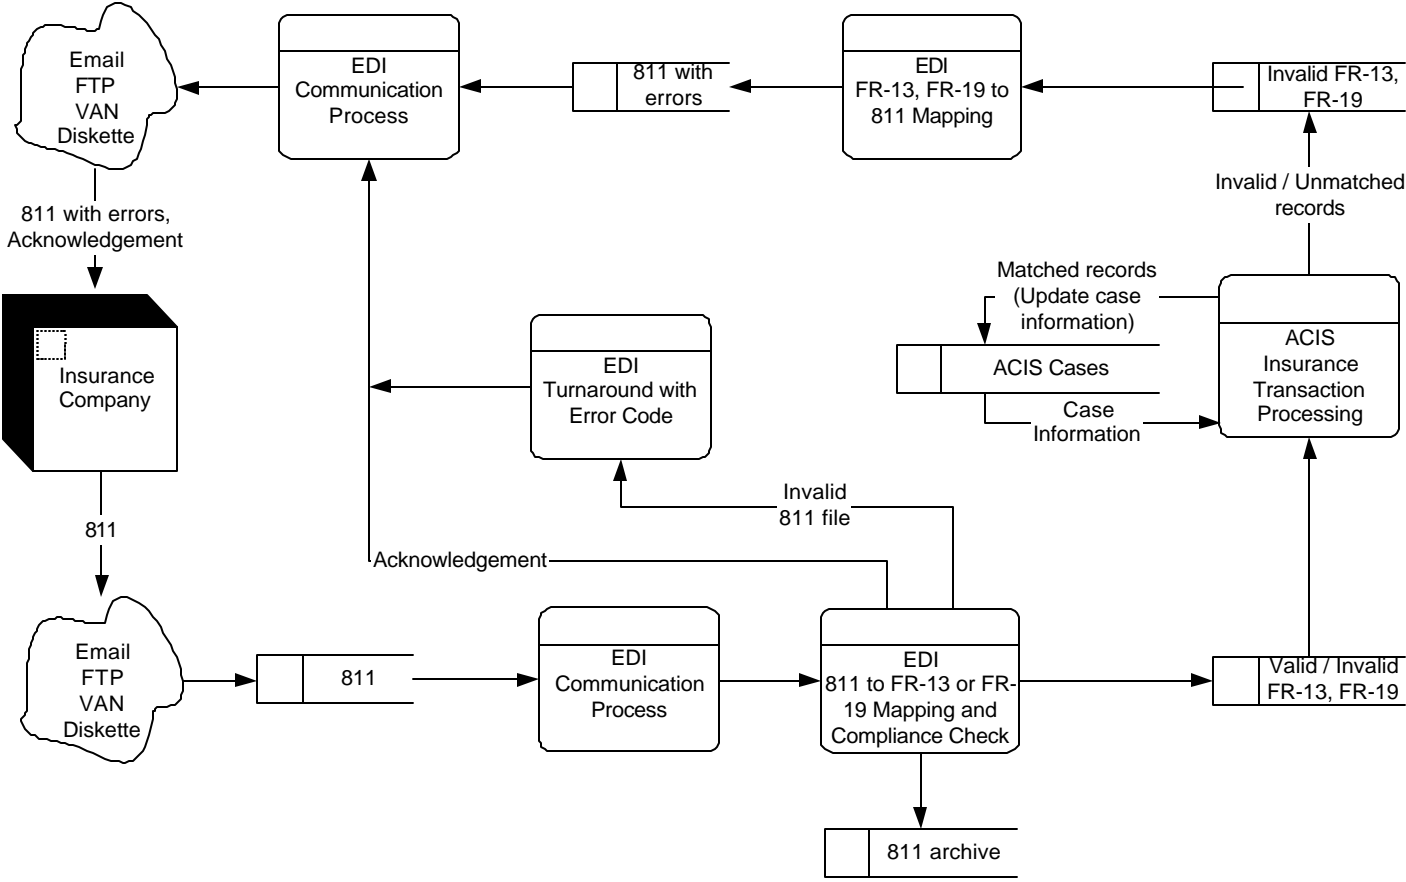 Email
FTP
VAN
Diskette
EDI
Communication
Process
811 with
errors
EDI
FR-13, FR-19 to
811 Mapping
Invalid FR-13,
FR-19
811 with errors,
Acknowledgement
Invalid / Unmatched
records
Matched records
(Update case
information)
ACIS
Insurance
Transaction
Processing
ACIS Cases
Case
Information
Insurance
Company
EDI
Turnaround with
Error Code
Invalid
811 file
811
Acknowledgement
Email
FTP
VAN
Diskette
811
EDI
Communication
Process
EDI
811 to FR-13 or FR-
19 Mapping and
Compliance Check
Valid / Invalid
FR-13, FR-19
811 archive